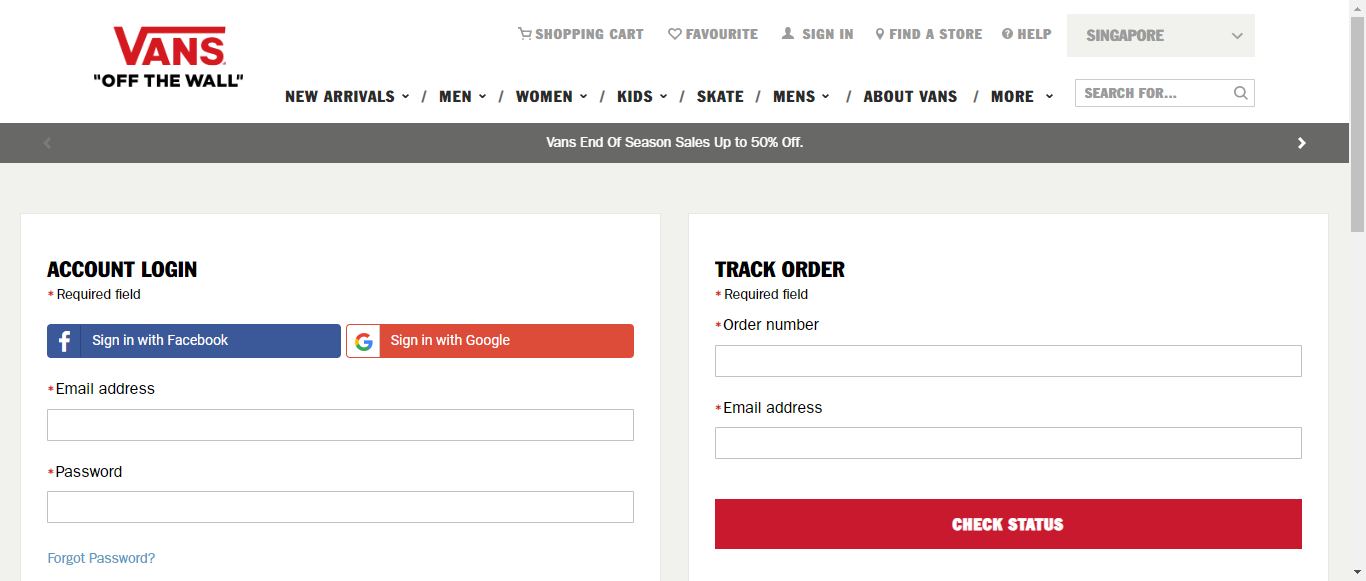 VANS
"OFF THE WALL"
SHOPPING CART FAVOURITE SIGN IN FIND A STORE HELP SINGAPORE
NEW ARRIVALS / MEN / WOMEN / KIDS / SKATE / MENS / ABOUT VANS / MORE SEARCH FOR...
Vans End Of Season Sales Up to 50% Off.
ACCOUNT LOGIN
* Required field
Sign in with Facebook Sign in with Google
*Email address
*Password
Forgot Password?
TRACK ORDER
* Required field
*Order number
*Email address
CHECK STATUS